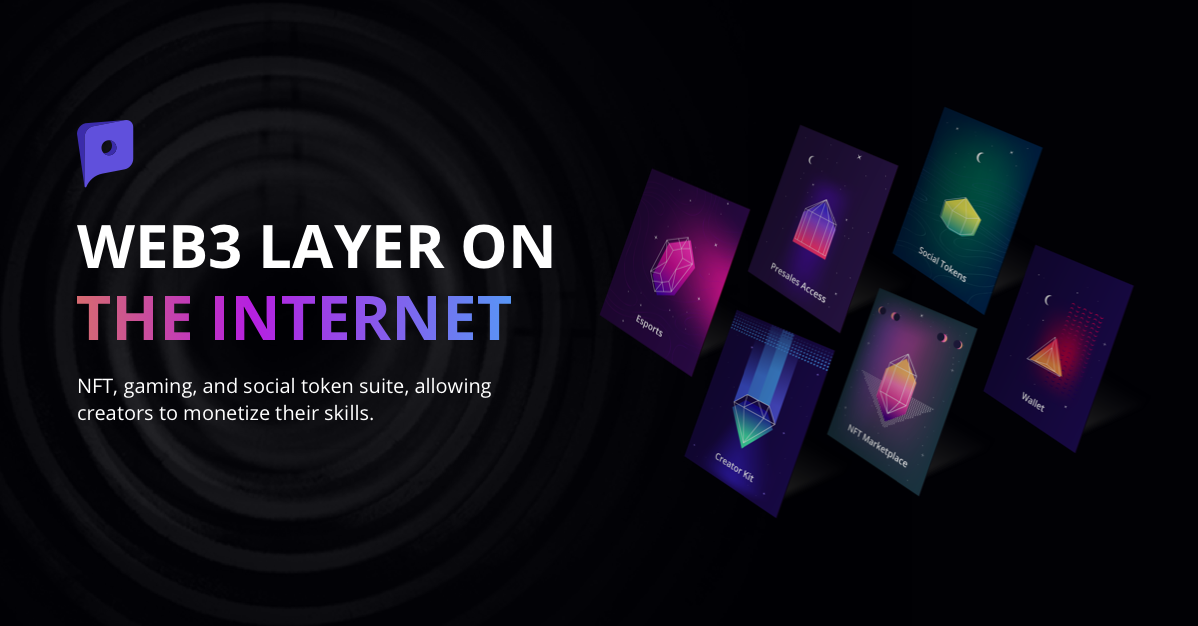 WEB3 LAYER ON
THE INTERNET
NFT, gaming, and social token suite, allowing
creators to monetize their skills.
Esports
Presales Access
Social Tokens
Creator Kit
NFT Marketplace
Wallet